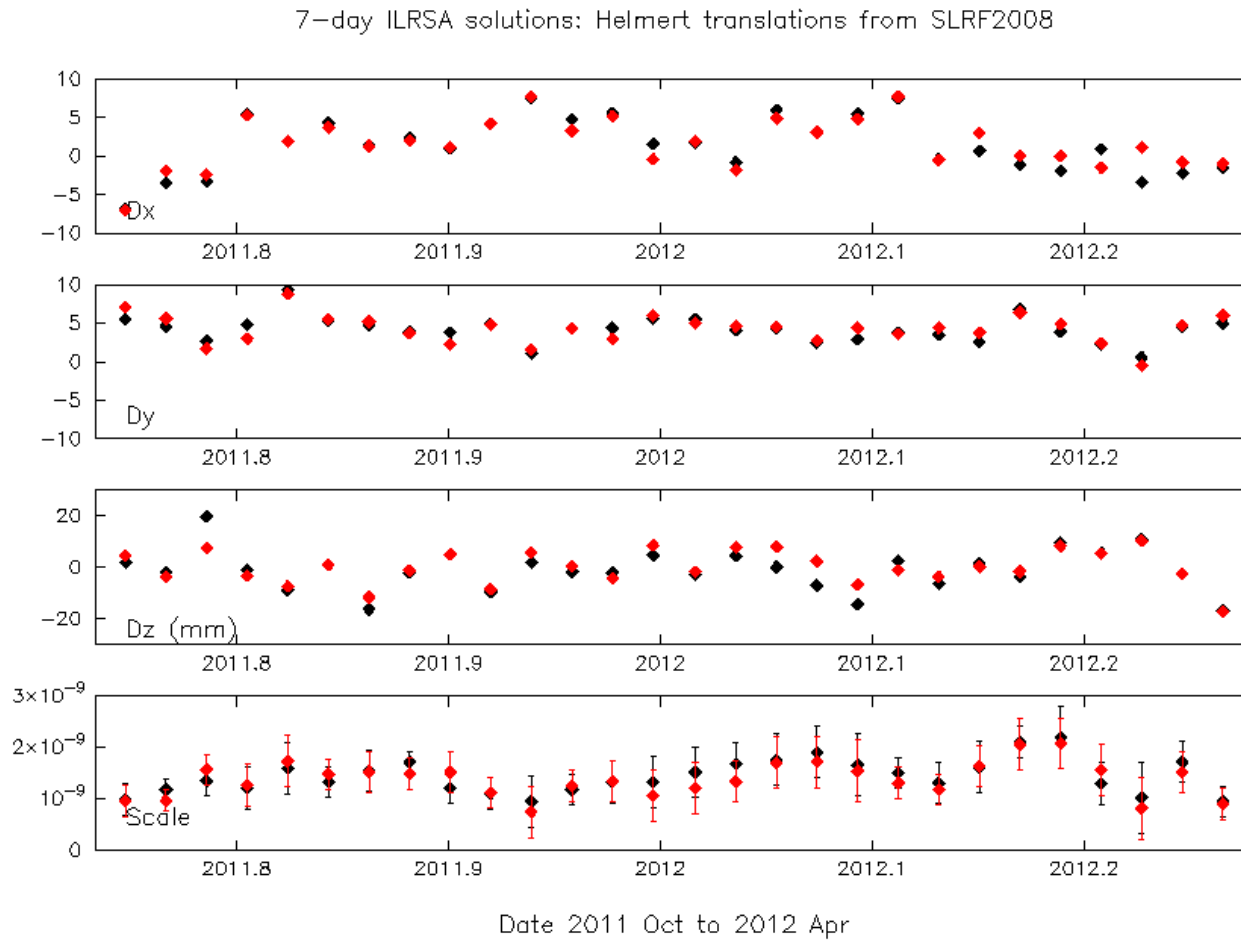 7-day ILRSA solutions: Helmert translations from SLRF2008
10
5
0
-5
-10
Dx
2011.8 2011.9 2012 2012.1 2012.2
10
5
0
-5
-10
Dy
2011.8 2011.9 2012 2012.1 2012.2
20
0
-20
Dz (mm)
2011.8 2011.9 2012 2012.1 2012.2
3×10⁻⁹
2×10⁻⁹
10⁻⁹
Scale
0
2011.8 2011.9 2012 2012.1 2012.2
Date 2011 Oct to 2012 Apr